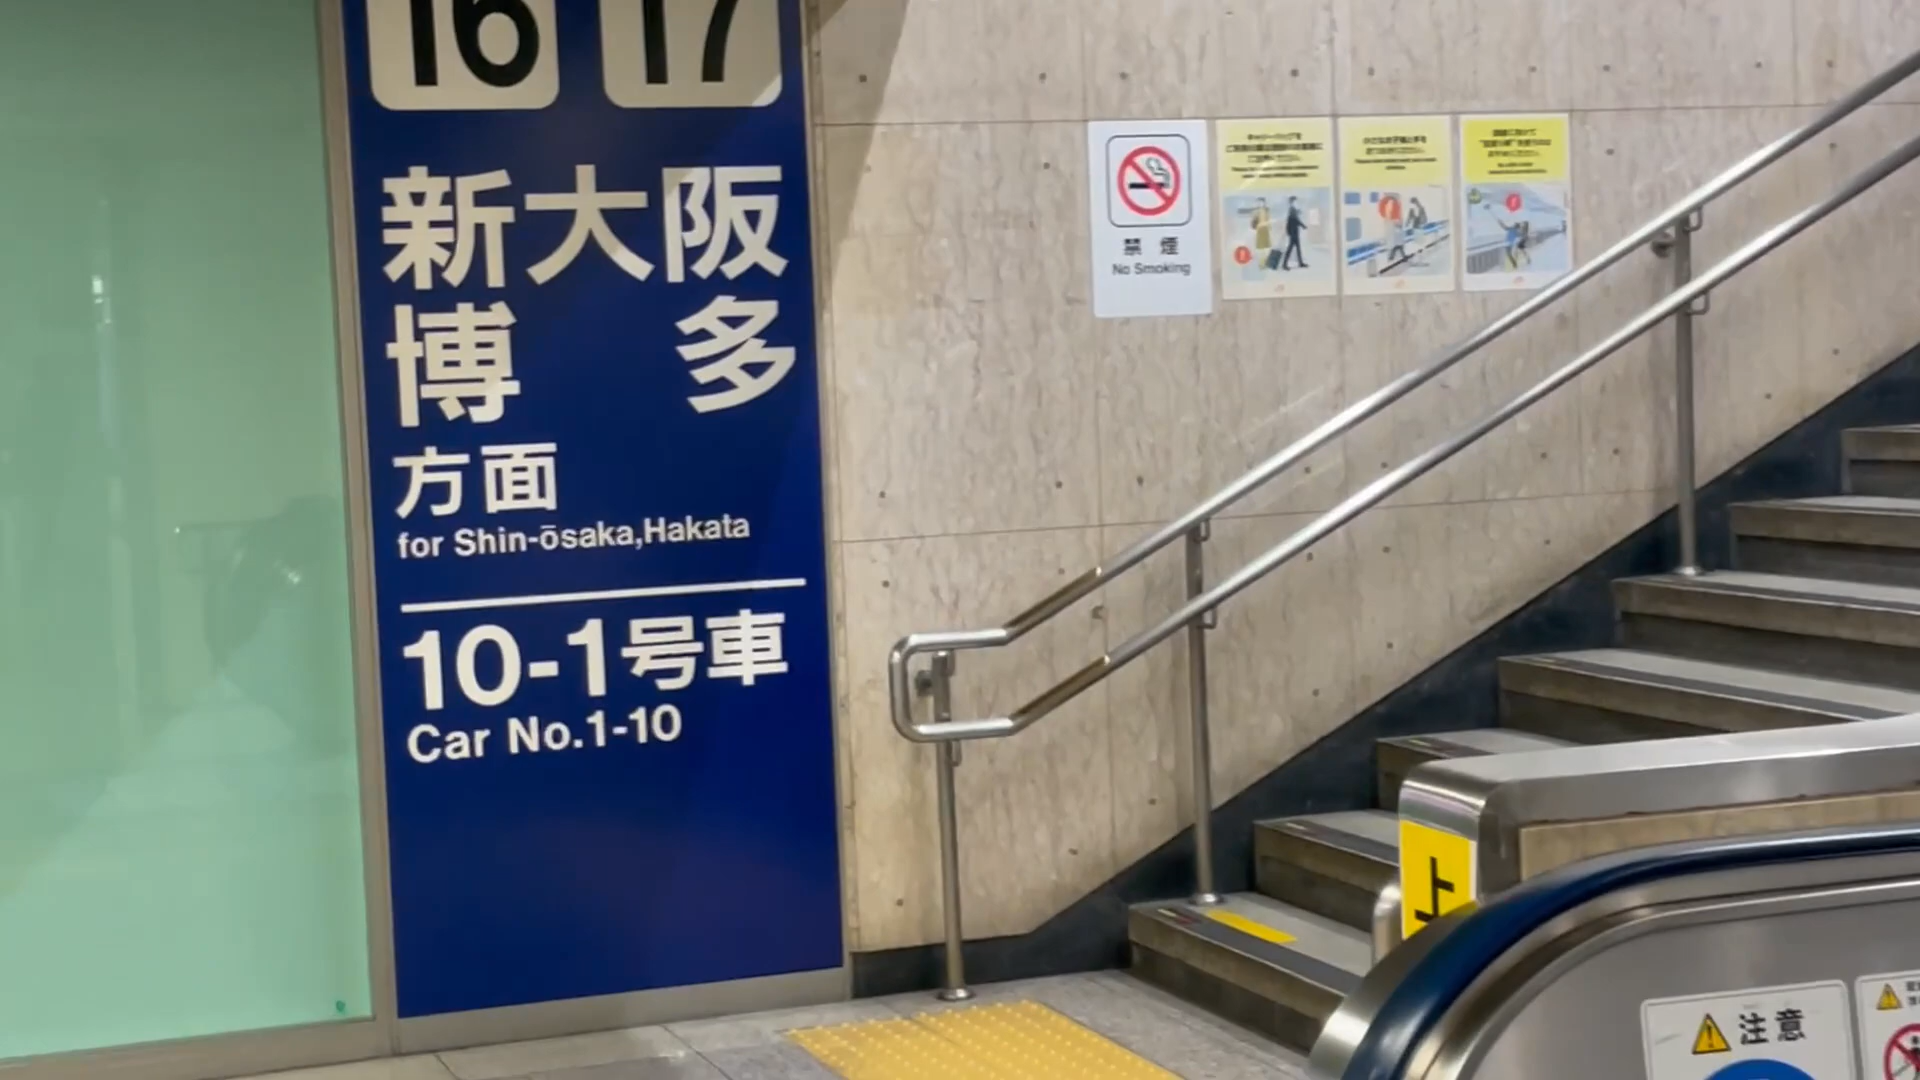 16 17
新大阪
博多
方面
for Shin-ōsaka,Hakata
10-1号車
Car No.1-10
禁煙
No Smoking
上
注意